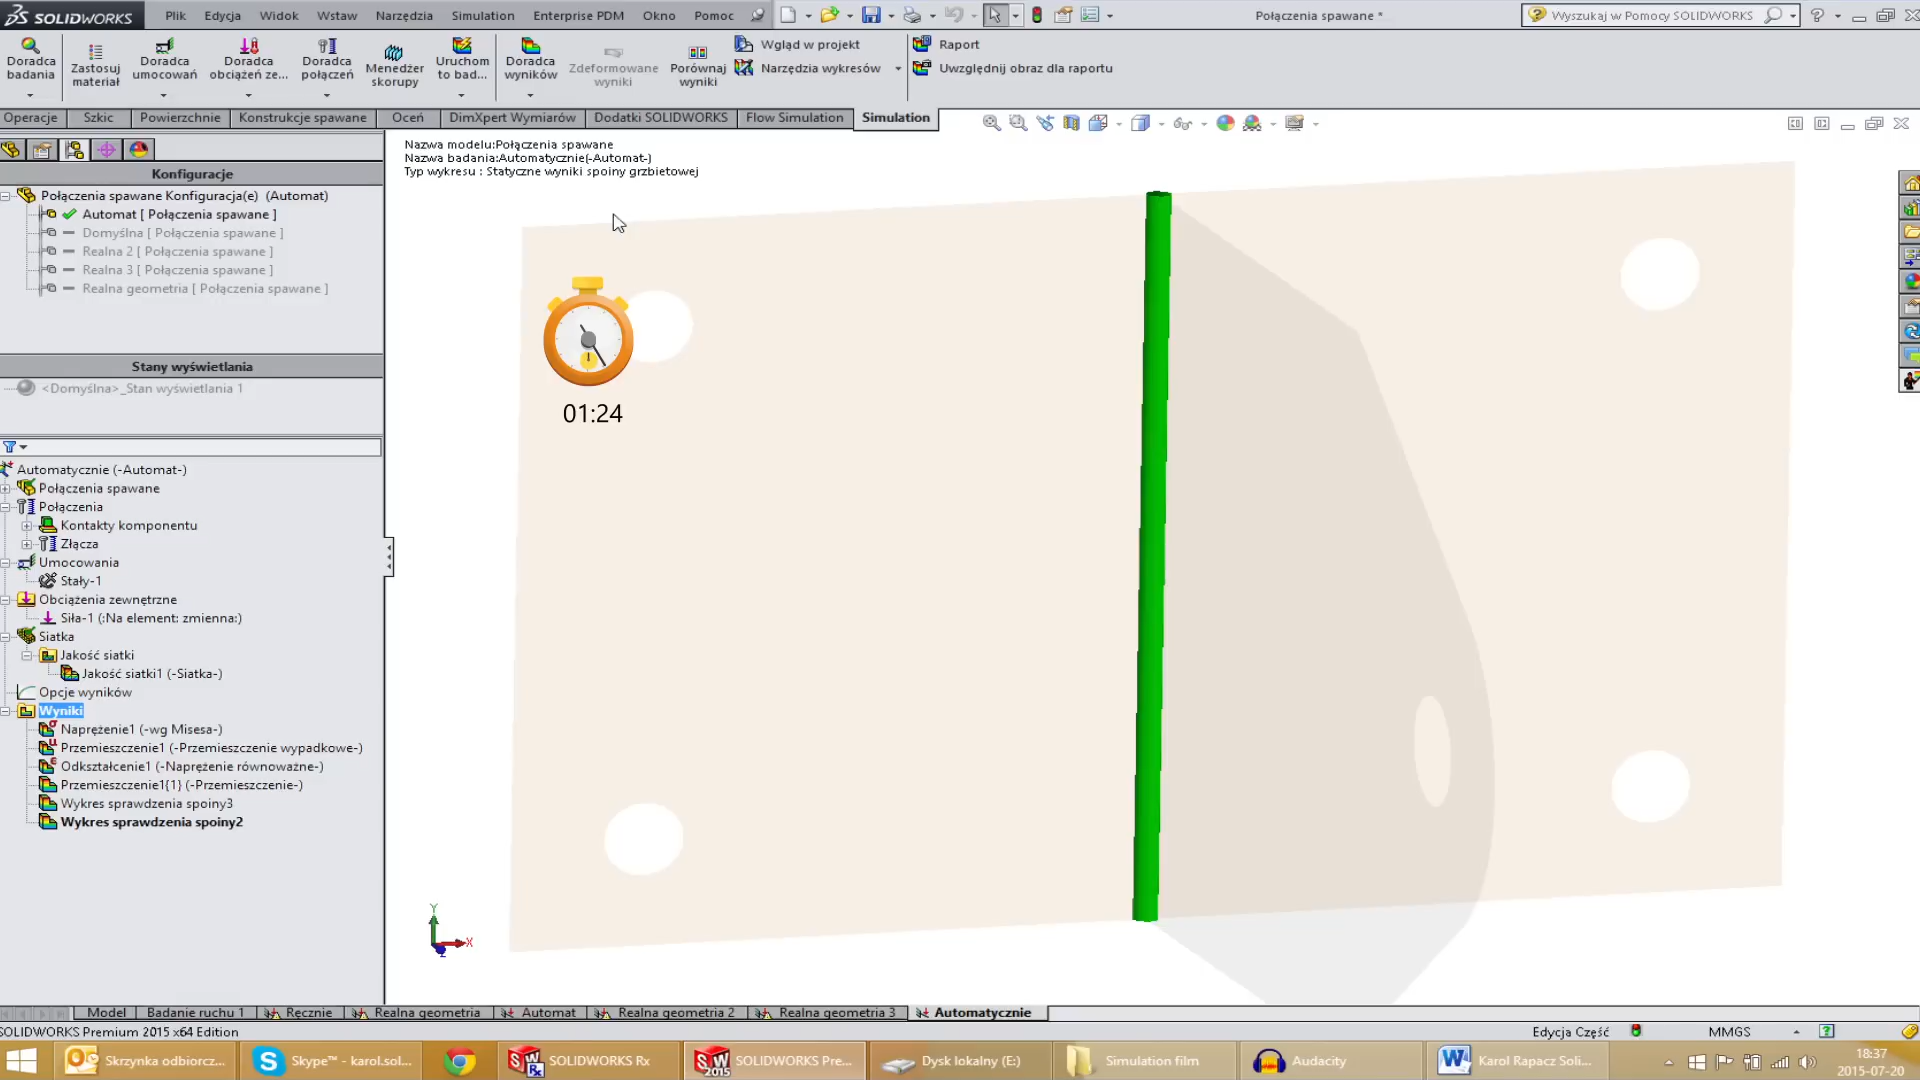 SOLIDWORKS
Plik Edycja Widok Wstaw Narzędzia Simulation Enterprise PDM Okno Pomoc
Połączenia spawane *
Wyszukaj w Pomocy SOLIDWORKS
Doradca badania
Zastosuj materiał
Doradca umocowań
Doradca obciążeń ze...
Doradca połączeń
Menedżer skorupy
Uruchom to bad...
Doradca wyników
Zdeformowane wyniki
Porównaj wyniki
Wgląd w projekt
Narzędzia wykresów
Raport
Uwzględnij obraz dla raportu
Operacje Szkic Powierzchnie Konstrukcje spawane Oceń DimXpert Wymiarów Dodatki SOLIDWORKS Flow Simulation Simulation
Konfiguracje
Połączenia spawane Konfiguracja(e) (Automat)
Automat [ Połączenia spawane ]
Domyślna [ Połączenia spawane ]
Realna 2 [ Połączenia spawane ]
Realna 3 [ Połączenia spawane ]
Realna geometria [ Połączenia spawane ]
Stany wyświetlania
<Domyślna>_Stan wyświetlania 1
Automatycznie (-Automat-)
Połączenia spawane
Połączenia
Kontakty komponentu
Złącza
Umocowania
Stały-1
Obciążenia zewnętrzne
Siła-1 (:Na element: zmienna:)
Siatka
Jakość siatki
Jakość siatki1 (-Siatka-)
Opcje wyników
Wyniki
Naprężenie1 (-wg Misesa-)
Przemieszczenie1 (-Przemieszczenie wypadkowe-)
Odkształcenie1 (-Naprężenie równoważne-)
Przemieszczenie1{1} (-Przemieszczenie-)
Wykres sprawdzenia spoiny3
Wykres sprawdzenia spoiny2
Nazwa modelu:Połączenia spawane
Nazwa badania:Automatycznie(-Automat-)
Typ wykresu : Statyczne wyniki spoiny grzbietowej
01:24
Y
X
Z
Model Badanie ruchu 1 Ręcznie Realna geometria Automat Realna geometria 2 Realna geometria 3 Automatycznie
SOLIDWORKS Premium 2015 x64 Edition
Edycja Część
MMGS
Skrzynka odbiorcz...
Skype™ - karol.sol...
SOLIDWORKS Rx
SOLIDWORKS Pre...
Dysk lokalny (E:)
Simulation film
Audacity
Karol Rapacz Soli...
18:37
2015-07-20